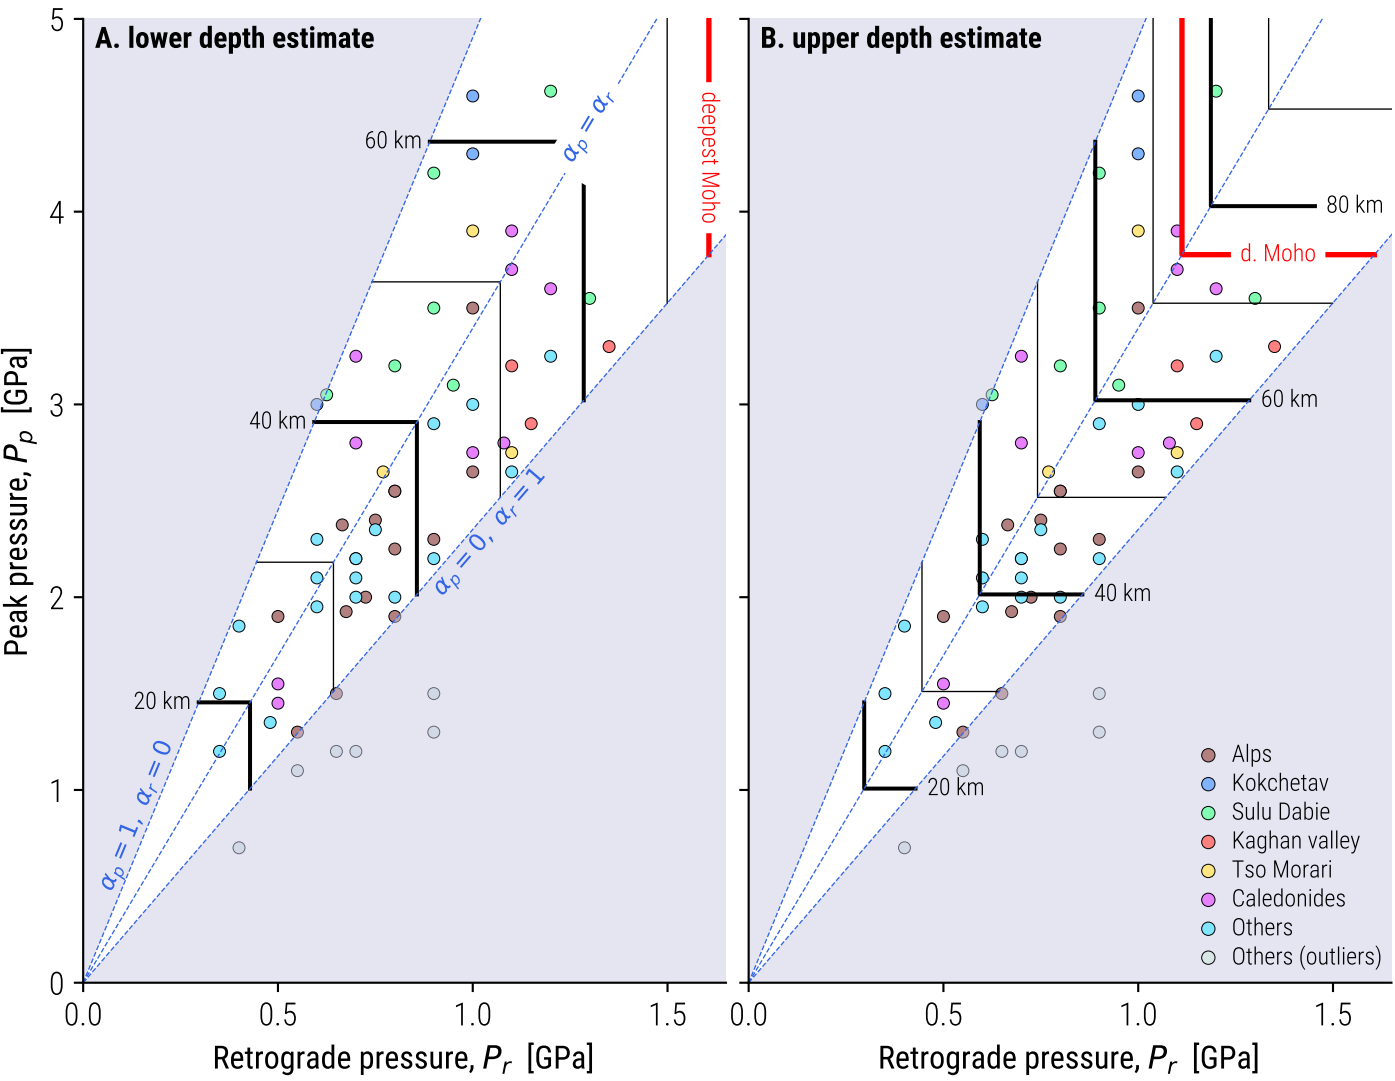 A. lower depth estimate
5
4
3
2
1
0
Peak pressure, Pp [GPa]
60 km
40 km
20 km
αp = αr
deepest Moho
αp = 0, αr = 1
αp = 1, αr = 0
0.0
0.5
1.0
1.5
Retrograde pressure, Pr [GPa]
B. upper depth estimate
80 km
d. Moho
60 km
40 km
20 km
Alps
Kokchetav
Sulu Dabie
Kaghan valley
Tso Morari
Caledonides
Others
Others (outliers)
0.0
0.5
1.0
1.5
Retrograde pressure, Pr [GPa]